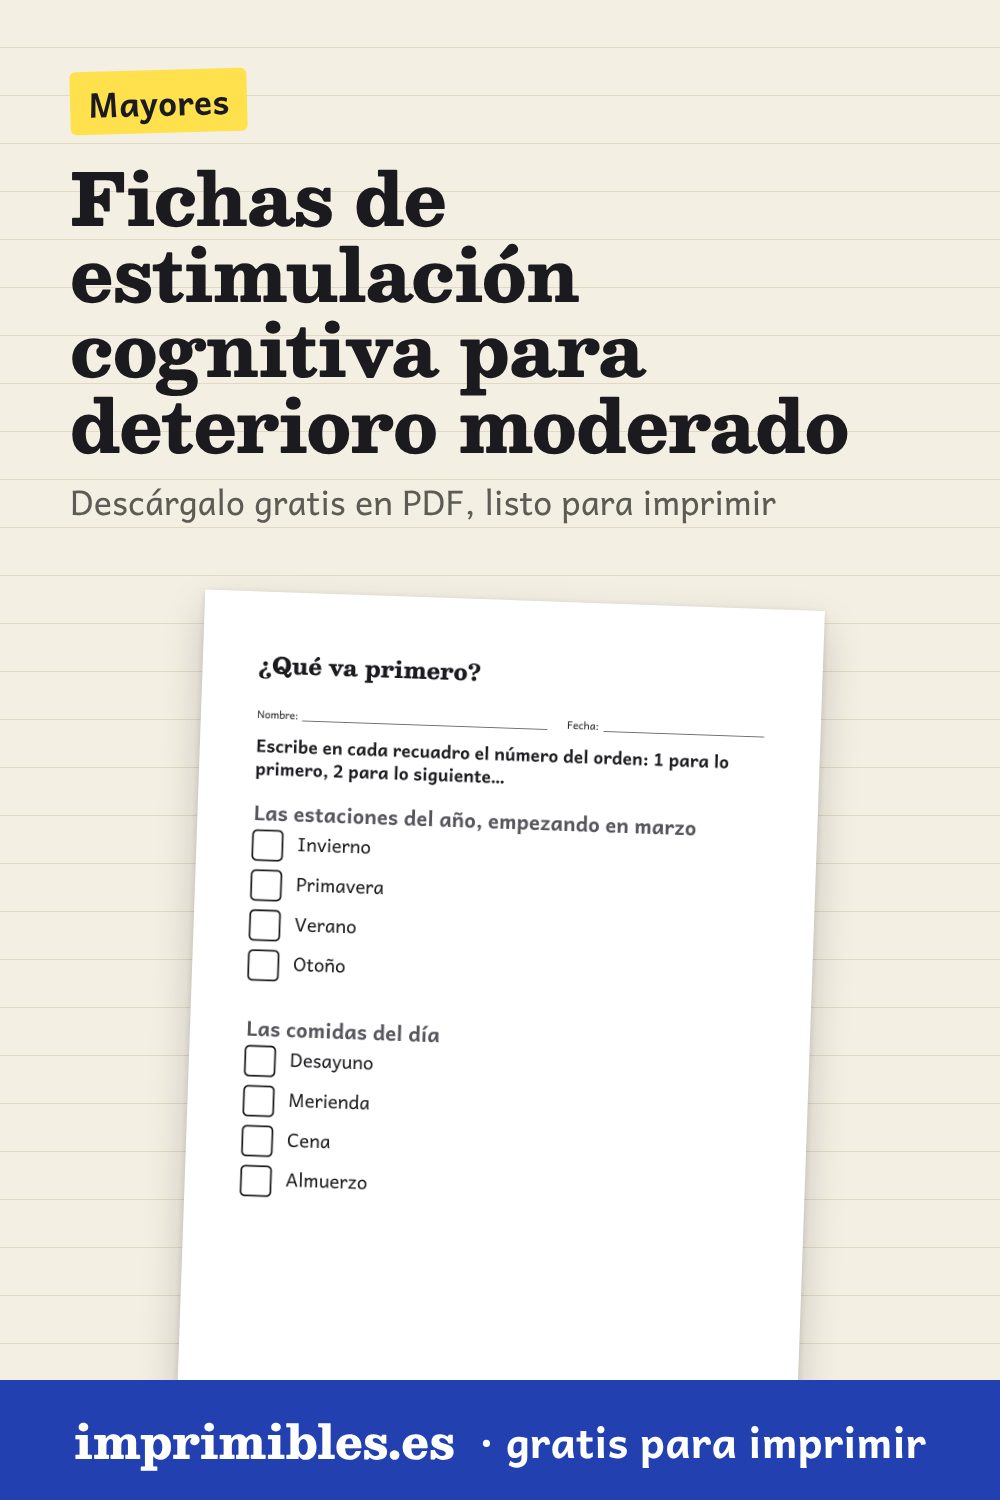 Mayores
Fichas de
estimulación
cognitiva para
deterioro moderado
Descárgalo gratis en PDF, listo para imprimir
¿Qué va primero?
Nombre: Fecha:
Escribe en cada recuadro el número del orden: 1 para lo
primero, 2 para lo siguiente...
Las estaciones del año, empezando en marzo
Invierno
Primavera
Verano
Otoño
Las comidas del día
Desayuno
Merienda
Cena
Almuerzo
imprimibles.es · gratis para imprimir